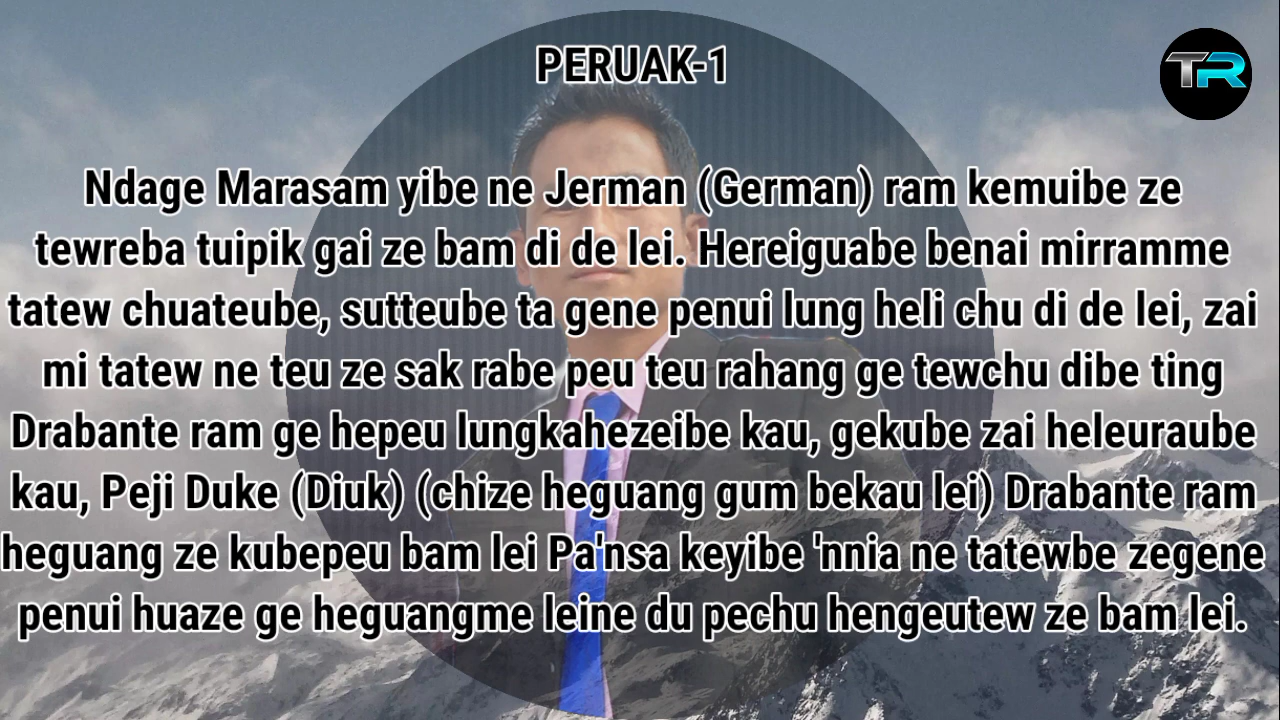 PERUAK-1
TR
Ndage Marasam yibe ne Jerman (German) ram kemuibe ze
tewreba tuipik gai ze bam di de lei. Hereiguabe benai mirramme
tatew chuateube, sutteube ta gene penui lung heli chu di de lei, zai
mi tatew ne teu ze sak rabe peu teu rahang ge tewchu dibe ting
Drabante ram ge hepeu lungkahezeibe kau, gekube zai heleuraube
kau, Peji Duke (Diuk) (chize heguang gum bekau lei) Drabante ram
heguang ze kubepeu bam lei Pa'nsa keyibe 'nnia ne tatewbe zegene
penui huaze ge heguangme leine du pechu hengeutew ze bam lei.